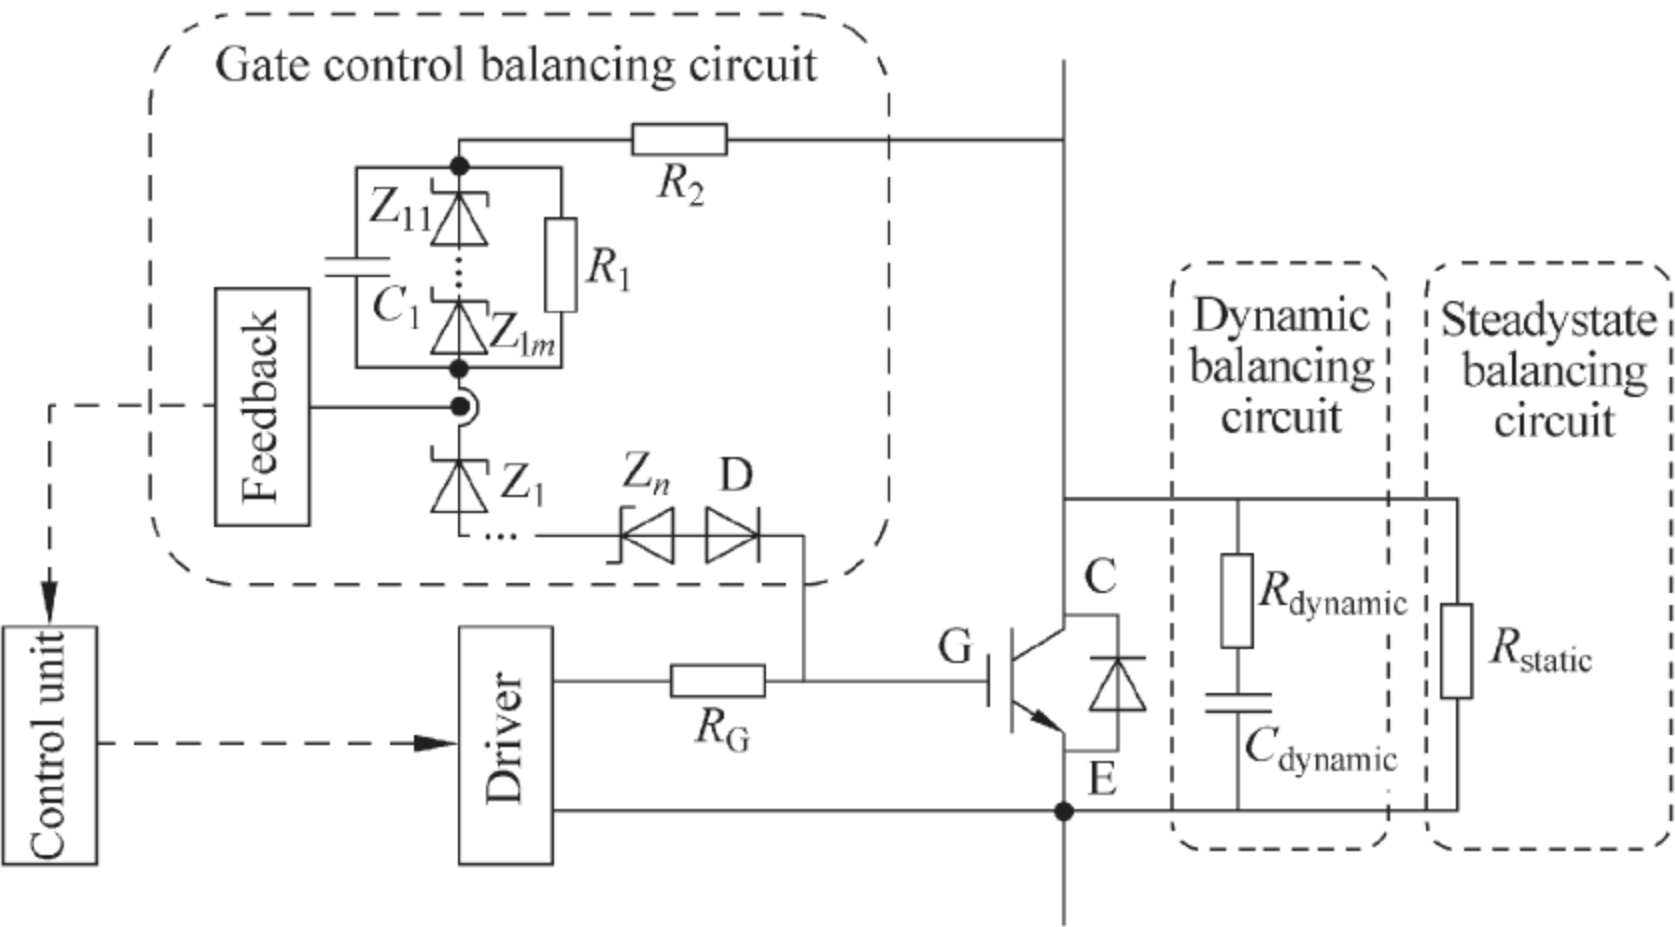 Gate control balancing circuit
R2
Z11
R1
C1
Z1m
Feedback
Z1
Zn
D
Dynamic
balancing
circuit
Steadystate
balancing
circuit
C
G
E
Rdynamic
Cdynamic
Rstatic
RG
Driver
Control unit